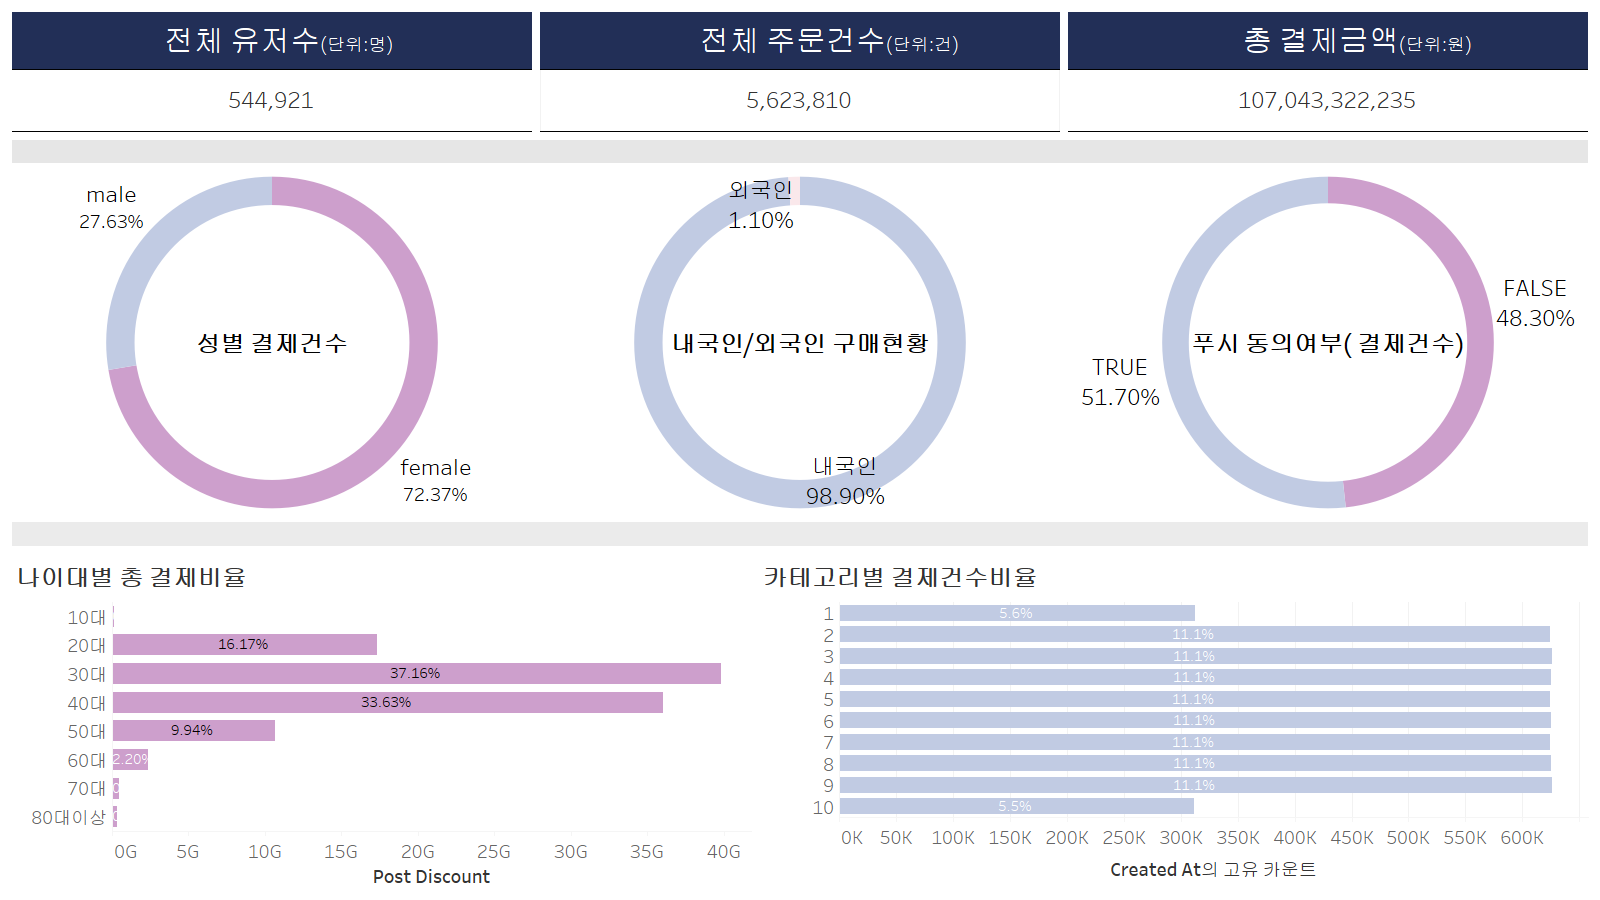 전체 유저수(단위:명)
전체 주문건수(단위:건)
총 결제금액(단위:원)
544,921
5,623,810
107,043,322,235
male
27.63%
성별 결제건수
female
72.37%
외국인
1.10%
내국인/외국인 구매현황
내국인
98.90%
FALSE
48.30%
푸시 동의여부( 결제건수)
TRUE
51.70%
나이대별 총 결제비율
10대
20대 16.17%
30대 37.16%
40대 33.63%
50대 9.94%
60대 2.20%
70대
80대이상
0G 5G 10G 15G 20G 25G 30G 35G 40G
Post Discount
카테고리별 결제건수비율
1 5.6%
2 11.1%
3 11.1%
4 11.1%
5 11.1%
6 11.1%
7 11.1%
8 11.1%
9 11.1%
10 5.5%
0K 50K 100K 150K 200K 250K 300K 350K 400K 450K 500K 550K 600K
Created At의 고유 카운트